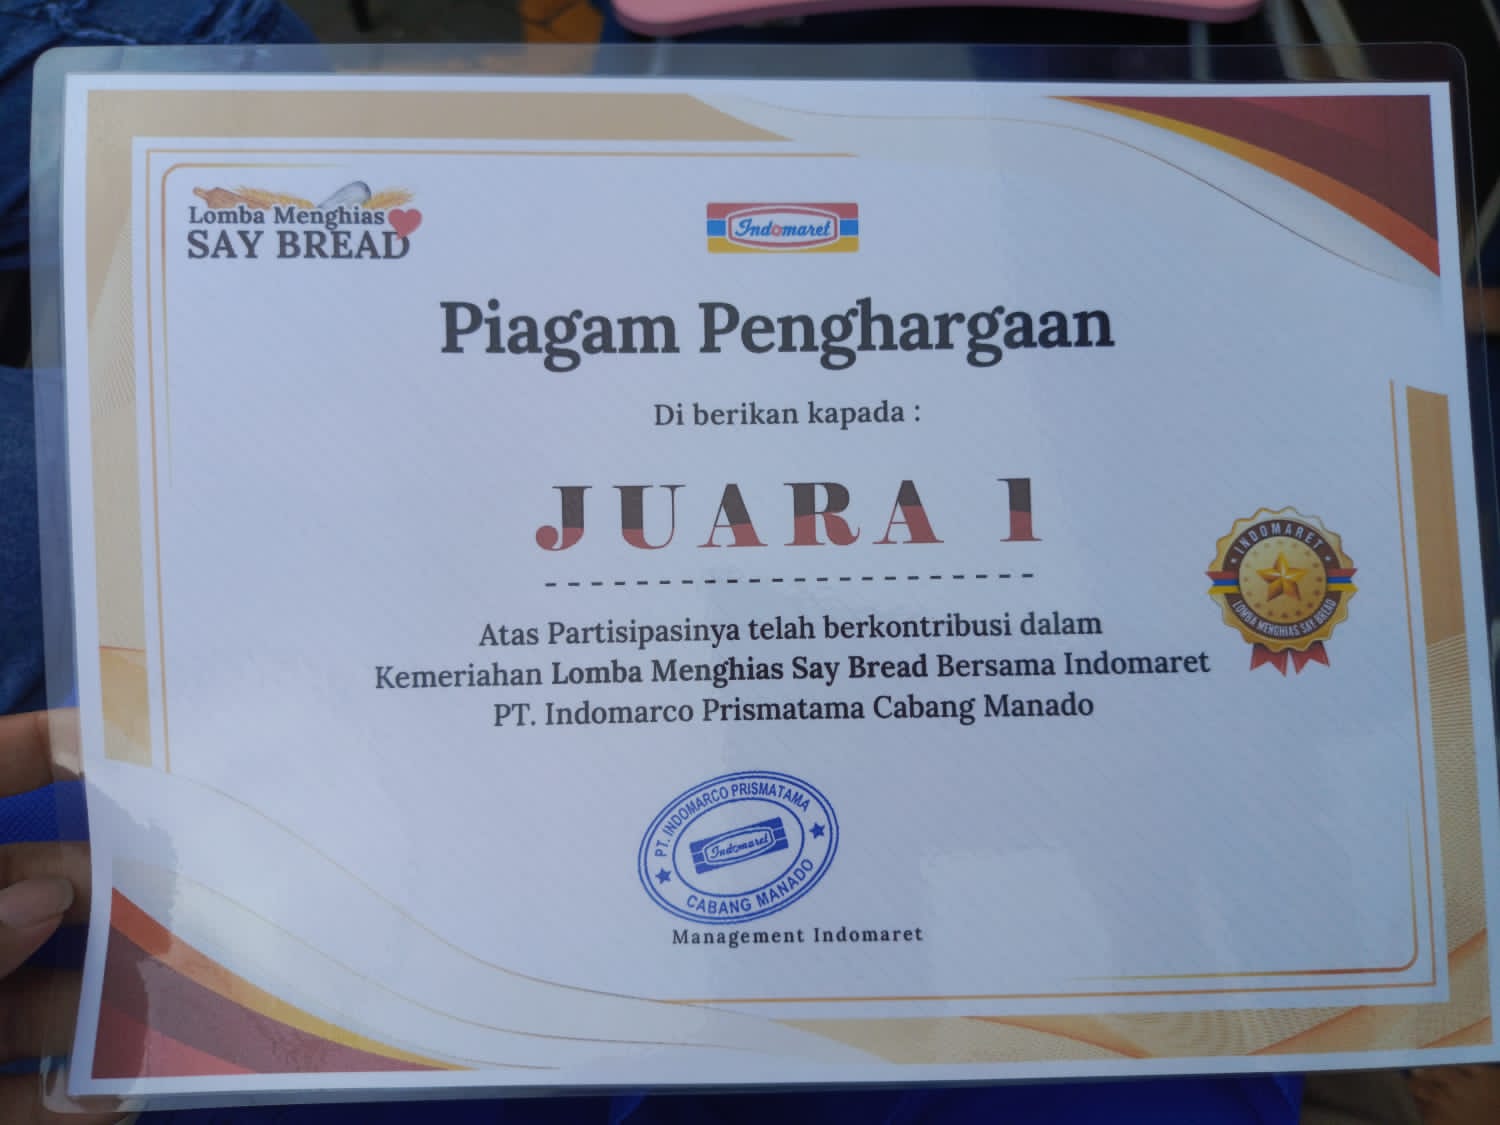 Lomba Menghias
SAY BREAD
Indomaret
Piagam Penghargaan
Di berikan kapada :
JUARA 1
Atas Partisipasinya telah berkontribusi dalam
Kemeriahan Lomba Menghias Say Bread Bersama Indomaret
PT. Indomarco Prismatama Cabang Manado
INDOMARET
LOMBA MENGHIAS SAY BREAD
PT. INDOMARCO PRISMATAMA
Indomaret
CABANG MANADO
Management Indomaret